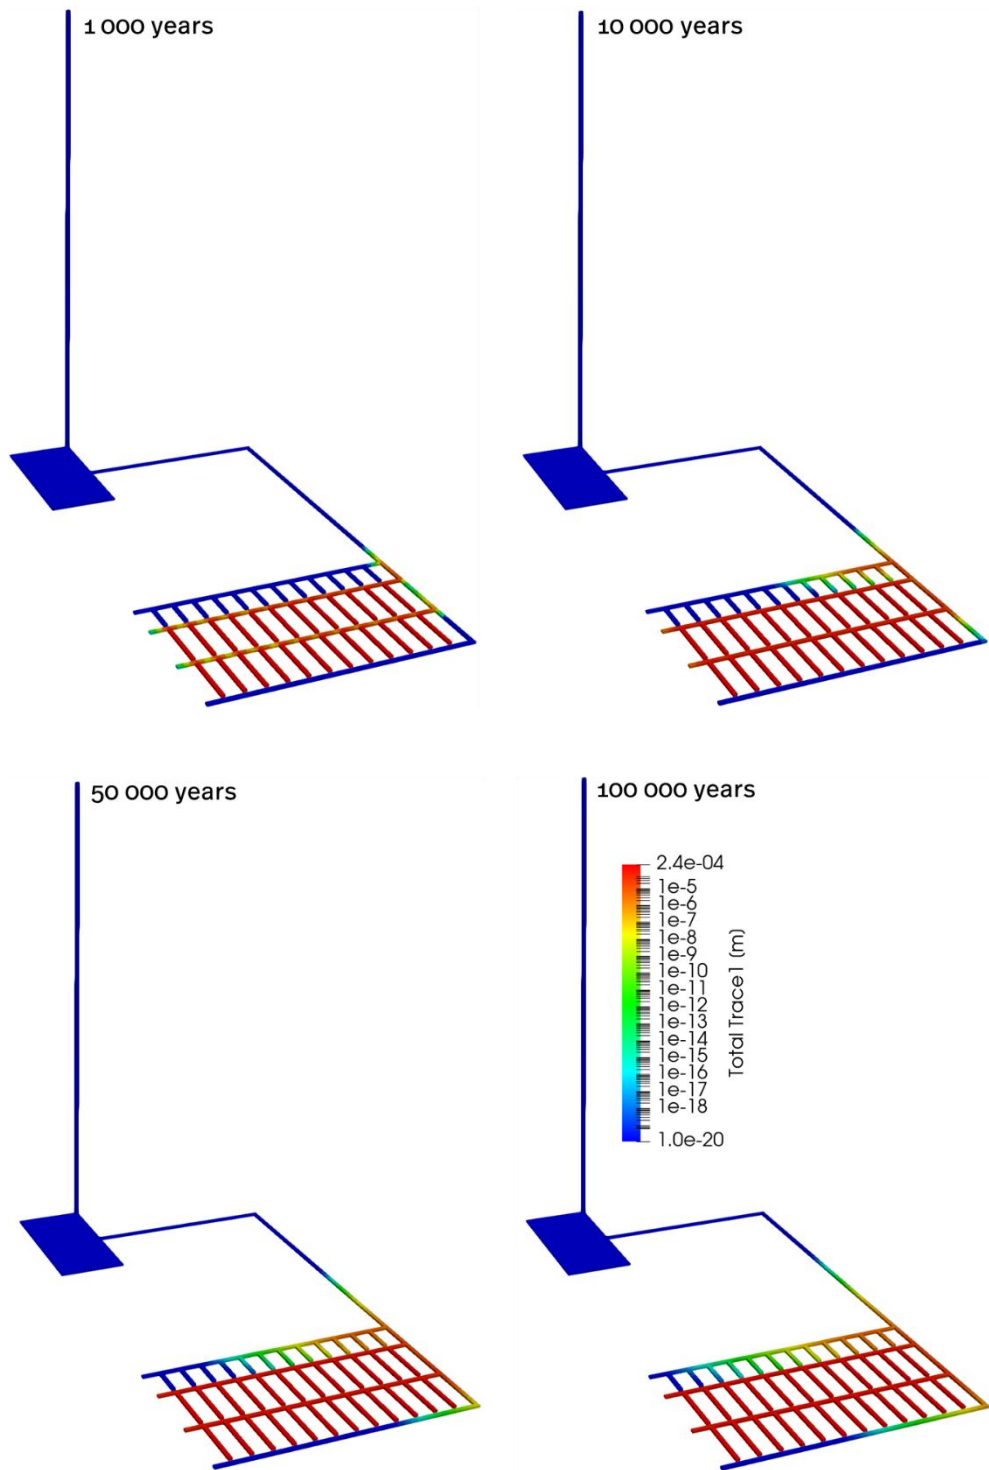 1 000 years
10 000 years
50 000 years
100 000 years
2.4e-04
1e-5
1e-6
1e-7
1e-8
1e-9
1e-10
1e-11
1e-12
1e-13
1e-14
1e-15
1e-16
1e-17
1e-18
1.0e-20
Total Trace1 (m)